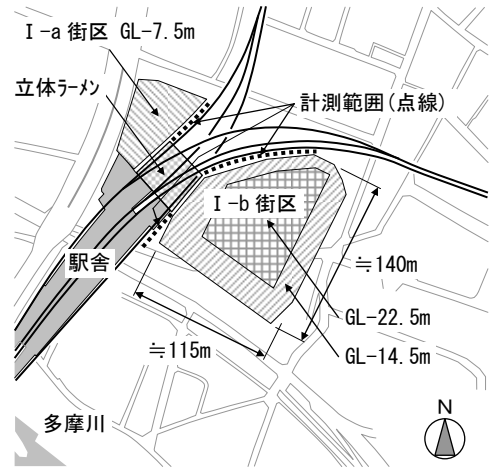 Ⅰ-a 街区 GL-7.5m
立体ラーメン
計測範囲(点線)
Ⅰ-b 街区
駅舎
≒140m
GL-22.5m
≒115m
GL-14.5m
多摩川
N